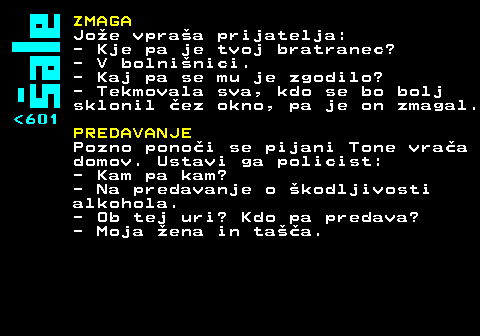 Šale
<601
ZMAGA
Jože vpraša prijatelja:
- Kje pa je tvoj bratranec?
- V bolnišnici.
- Kaj pa se mu je zgodilo?
- Tekmovala sva, kdo se bo bolj
sklonil čez okno, pa je on zmagal.
PREDAVANJE
Pozno ponoči se pijani Tone vrača
domov. Ustavi ga policist:
- Kam pa kam?
- Na predavanje o škodljivosti
alkohola.
- Ob tej uri? Kdo pa predava?
- Moja žena in tašča.